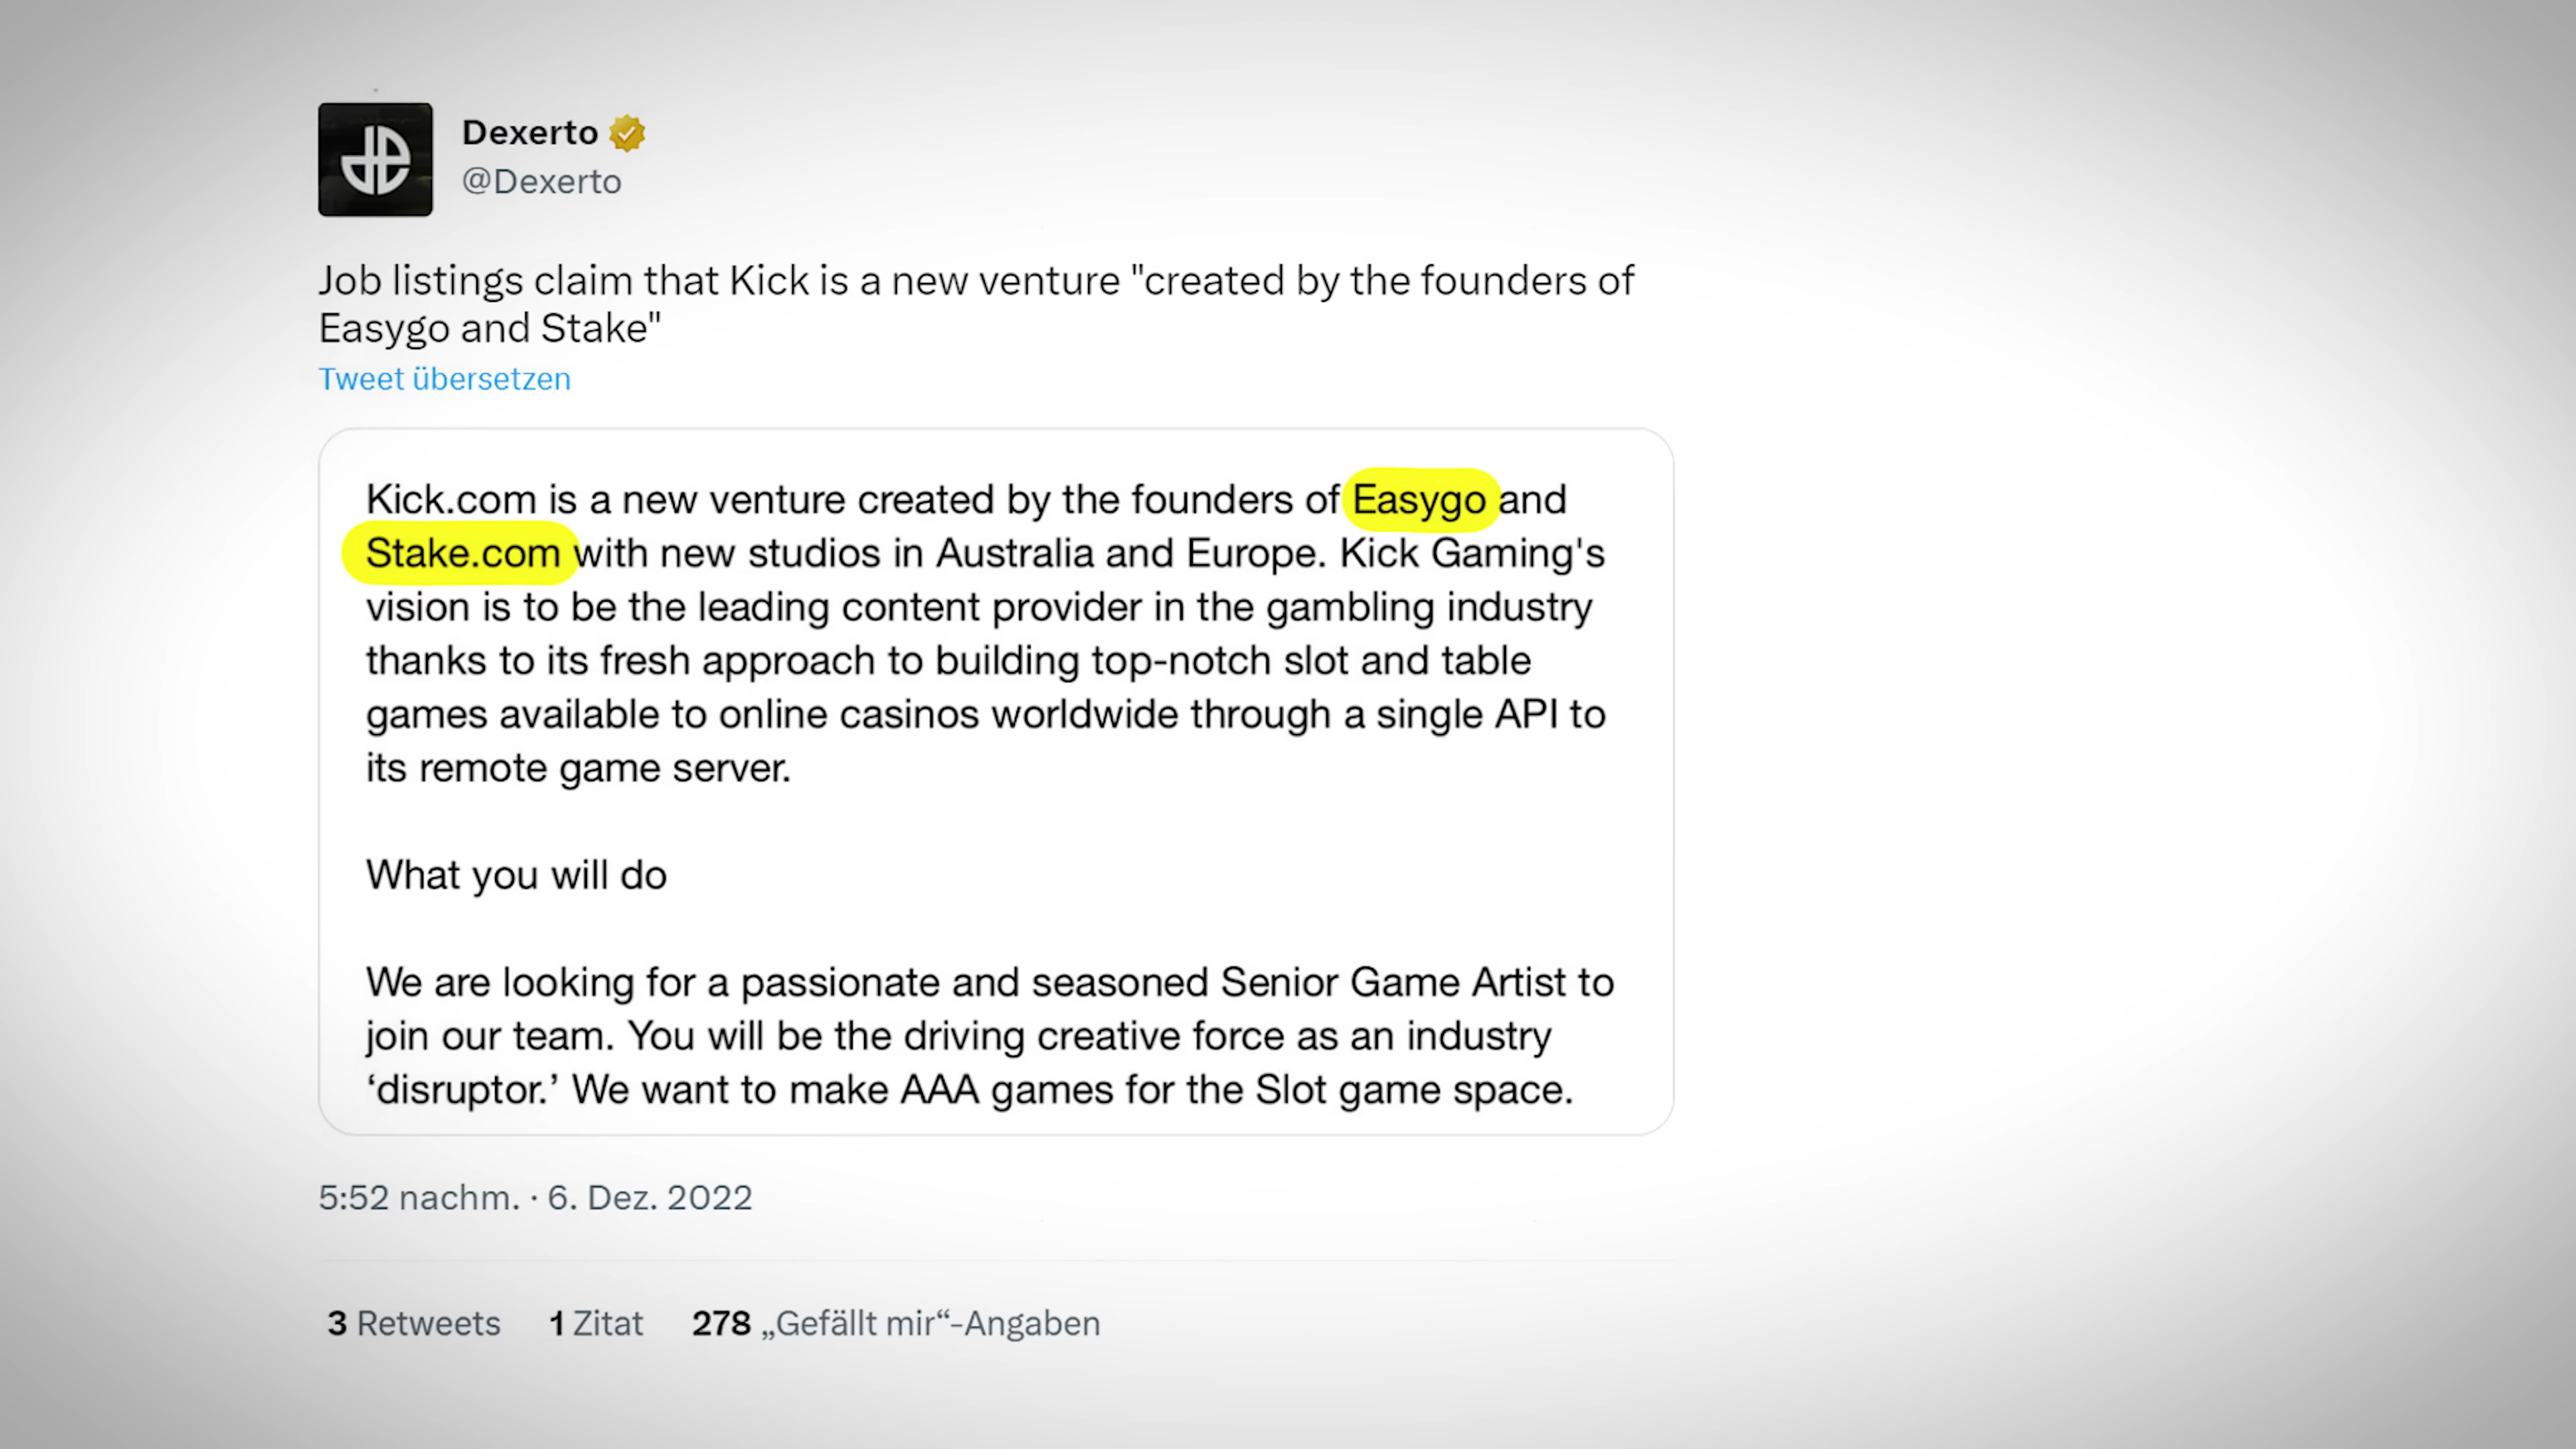 Dexerto
@Dexerto
Job listings claim that Kick is a new venture "created by the founders of
Easygo and Stake"
Tweet übersetzen
Kick.com is a new venture created by the founders of Easygo and
Stake.com with new studios in Australia and Europe. Kick Gaming's
vision is to be the leading content provider in the gambling industry
thanks to its fresh approach to building top-notch slot and table
games available to online casinos worldwide through a single API to
its remote game server.
What you will do
We are looking for a passionate and seasoned Senior Game Artist to
join our team. You will be the driving creative force as an industry
‘disruptor.’ We want to make AAA games for the Slot game space.
5:52 nachm. · 6. Dez. 2022
3 Retweets 1 Zitat 278 „Gefällt mir“-Angaben